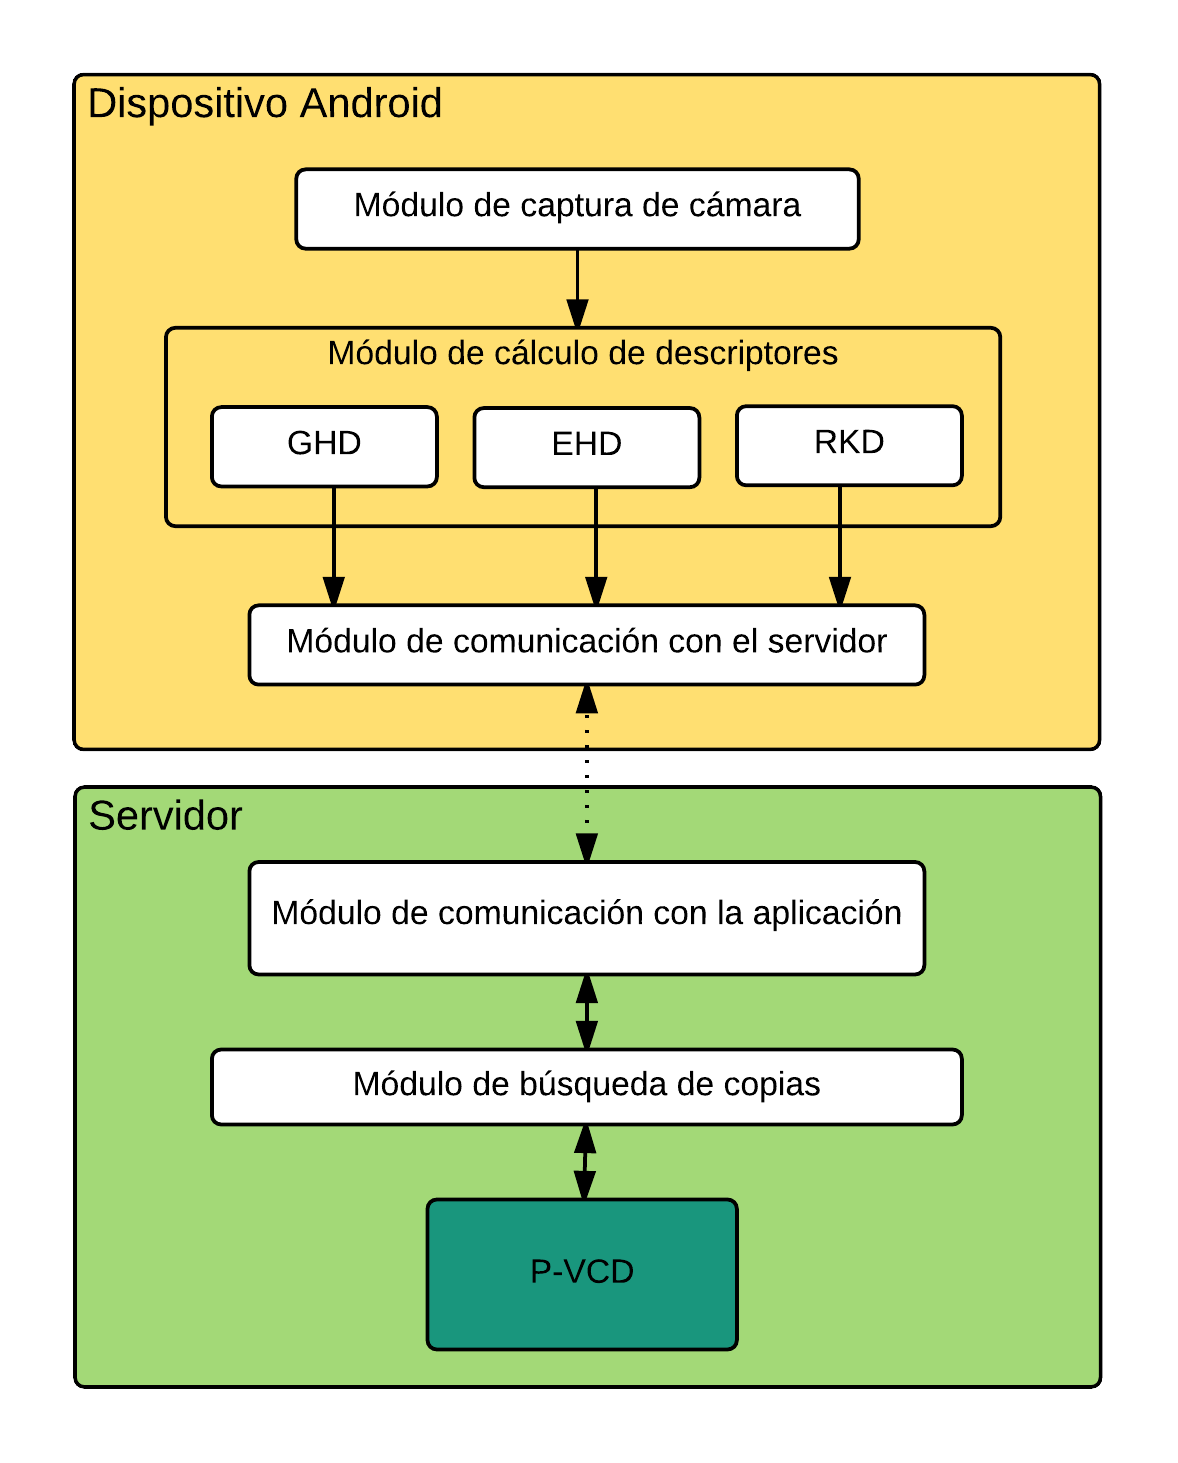 Dispositivo Android
Módulo de captura de cámara
Módulo de cálculo de descriptores
GHD
EHD
RKD
Módulo de comunicación con el servidor
Servidor
Módulo de comunicación con la aplicación
Módulo de búsqueda de copias
P-VCD